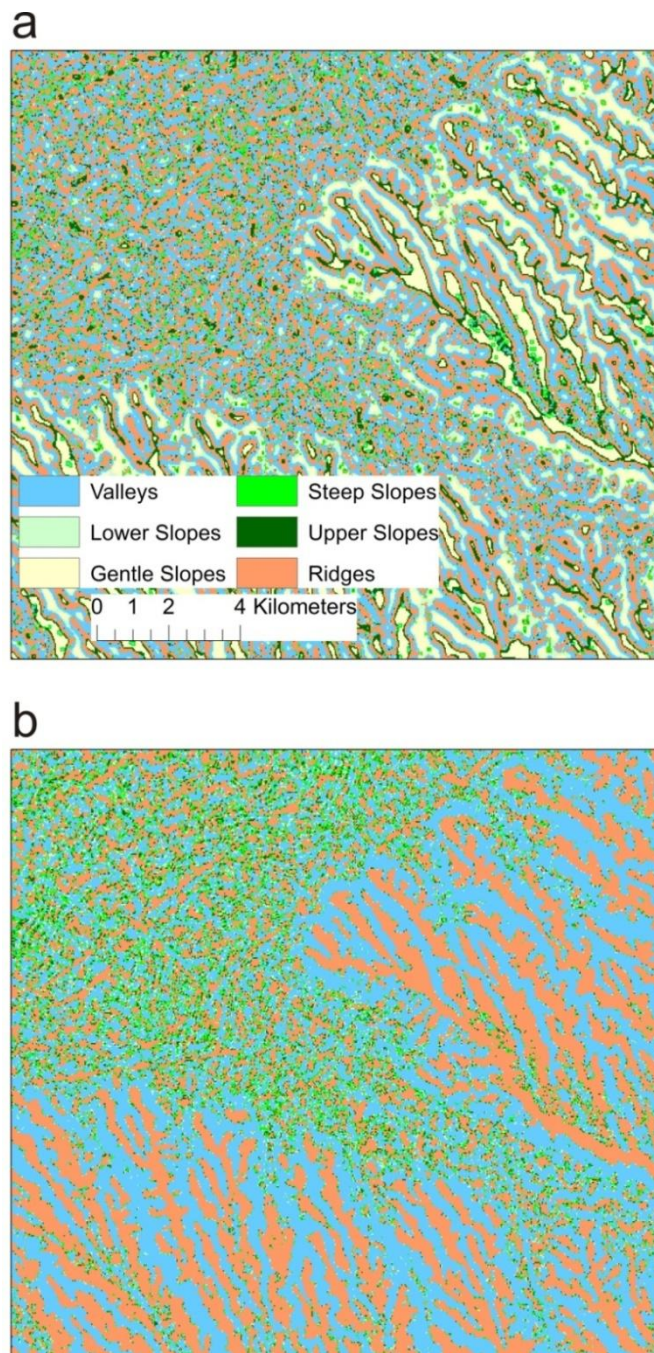 a
Valleys Steep Slopes
Lower Slopes Upper Slopes
Gentle Slopes Ridges
0 1 2 4 Kilometers
b